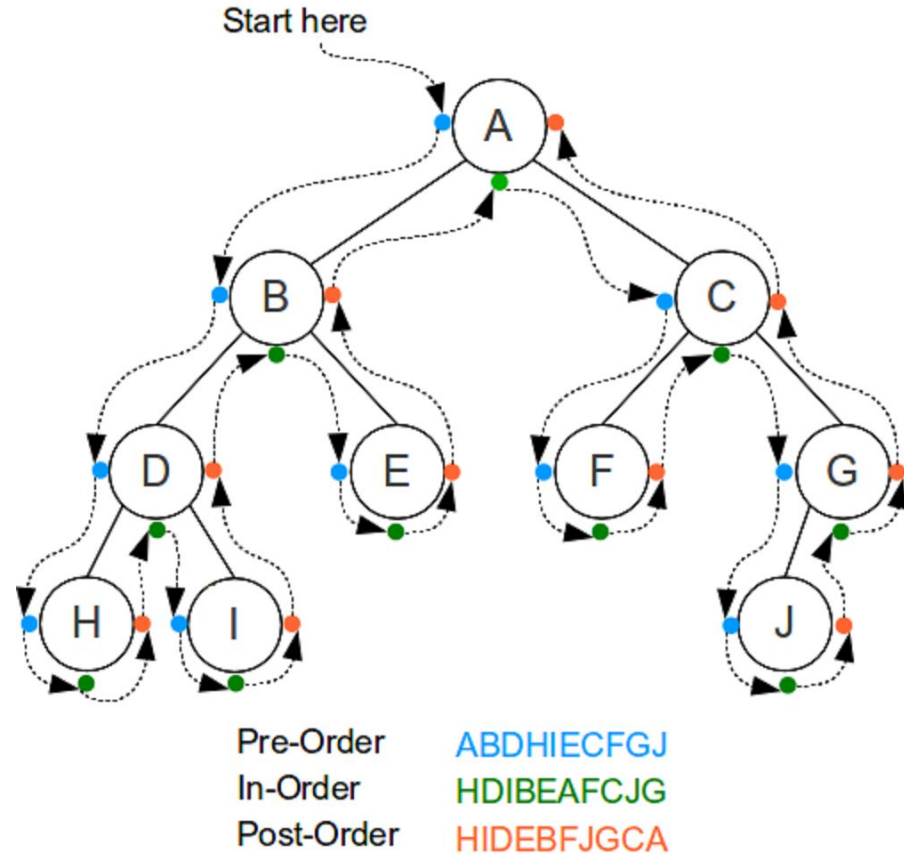 Start here
A
B
C
D
E
F
G
H
I
J
Pre-Order ABDHIECFGJ
In-Order HDIBEAFCJG
Post-Order HIDEBFJGCA